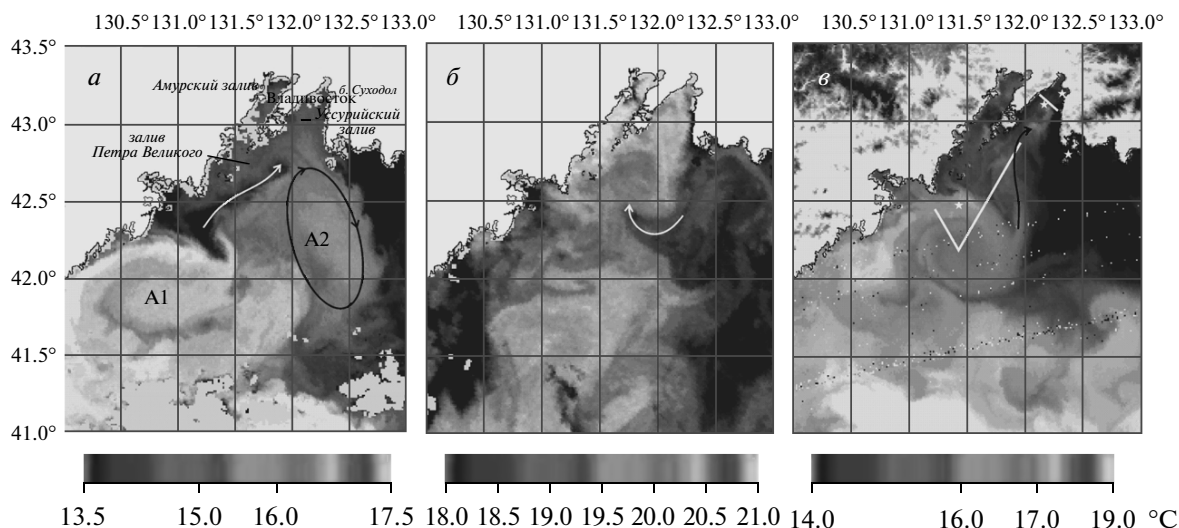 130.5° 131.0° 131.5° 132.0° 132.5° 133.0° 130.5° 131.0° 131.5° 132.0° 132.5° 133.0° 130.5° 131.0° 131.5° 132.0° 132.5° 133.0°
43.5°
43.0°
42.5°
42.0°
41.5°
41.0°
а
Амурский залив
б. Суходол
Владивосток
Уссурийский
залив
залив
Петра Великого
А2
А1
б
в
13.5 15.0 16.0 17.5
18.0 18.5 19.0 19.5 20.0 20.5 21.0
14.0 16.0 17.0 19.0 °C